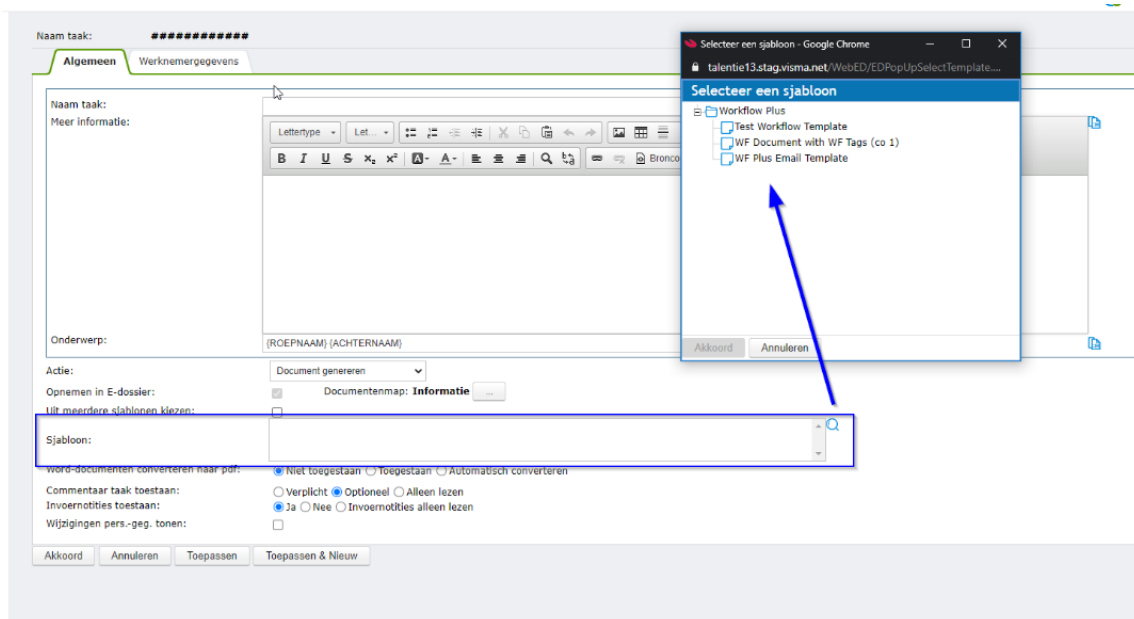 Naam taak: ############
Algemeen Werknemergegevens
Naam taak:
Meer informatie:
Lettertype Let...
B I U S x₂ x² A A Bronco
Onderwerp: {ROEPNAAM} {ACHTERNAAM}
Actie: Document genereren
Opnemen in E-dossier: Documentenmap: Informatie ...
Uit meerdere sjablonen kiezen:
Sjabloon:
Word-documenten converteren naar pdf: Niet toegestaan Toegestaan Automatisch converteren
Commentaar taak toestaan: Verplicht Optioneel Alleen lezen
Invoernotities toestaan: Ja Nee Invoernotities alleen lezen
Wijzigingen pers.-geg. tonen:
Akkoord Annuleren Toepassen Toepassen & Nieuw
Selecteer een sjabloon - Google Chrome
talentie13.stag.visma.net/WebED/EDPopUpSelectTemplate....
Selecteer een sjabloon
Workflow Plus
Test Workflow Template
WF Document with WF Tags (co 1)
WF Plus Email Template
Akkoord Annuleren